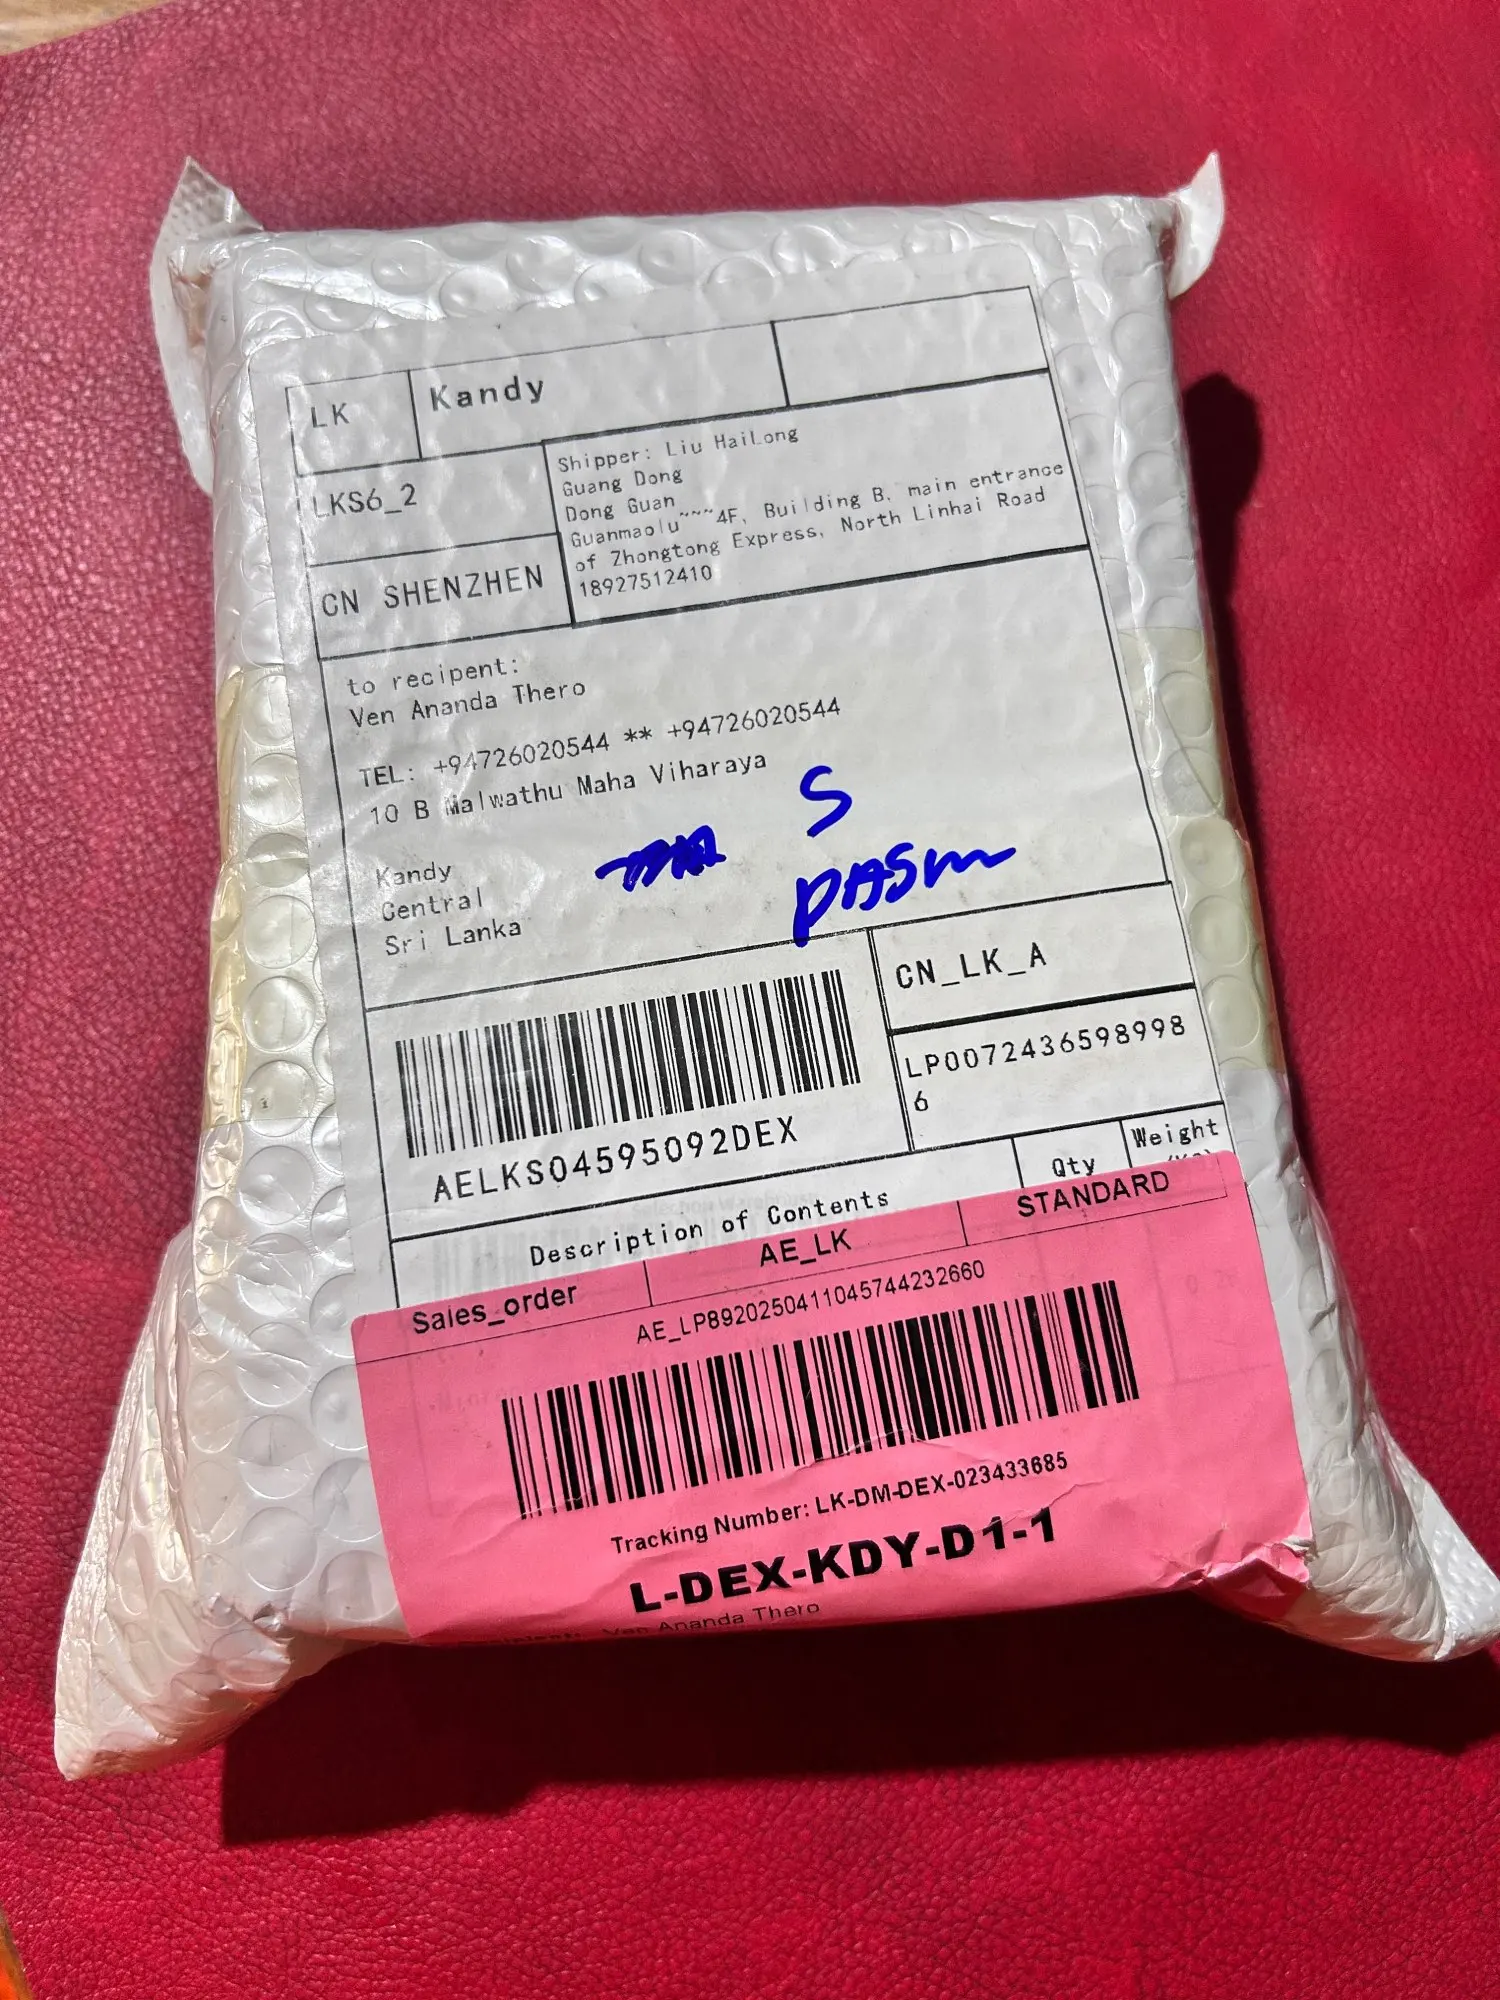 LK
Kandy
LKS6_2
CN SHENZHEN
Shipper: Liu HaiLong
Guang Dong
Dong Guan
Guanmaolu~~~4F, Building B, main entrance
of Zhongtong Express, North Linhai Road
18927512410
to recipent:
Ven Ananda Thero
TEL: +94726020544 ** +94726020544
10 B Malwathu Maha Viharaya
Kandy
Central
Sri Lanka
S
AELKS04595092DEX
CN_LK_A
LP0072436598998
6
Description of Contents
Qty
Weight
Sales_order
AE_LK
STANDARD
AE_LP8920250411045744232660
Tracking Number: LK-DM-DEX-023433685
L-DEX-KDY-D1-1
Ven Ananda Thero